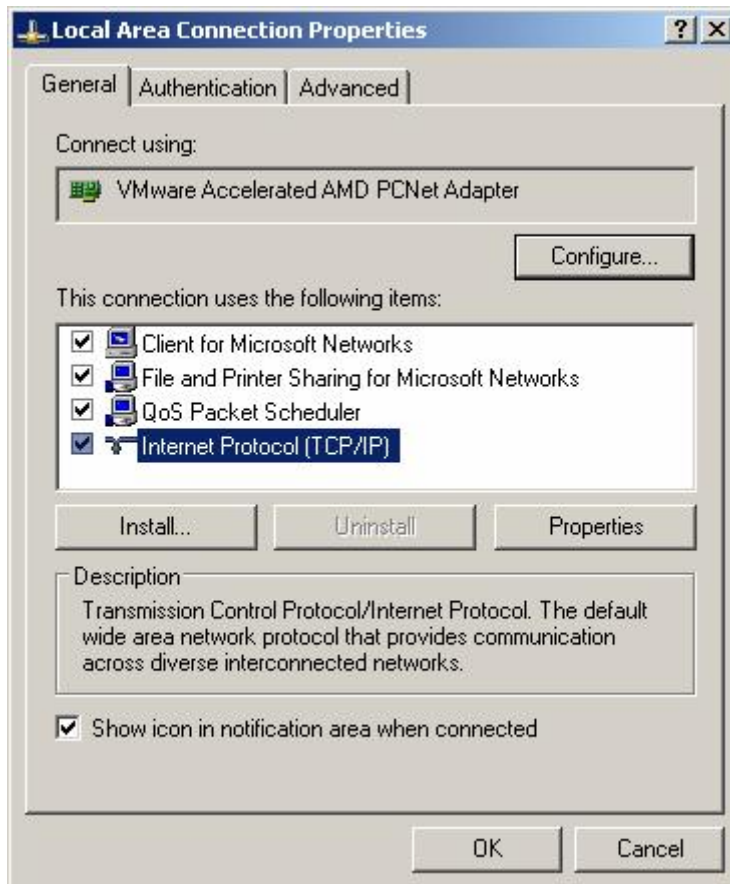 Local Area Connection Properties
General Authentication Advanced
Connect using:
VMware Accelerated AMD PCNet Adapter
Configure...
This connection uses the following items:
Client for Microsoft Networks
File and Printer Sharing for Microsoft Networks
QoS Packet Scheduler
Internet Protocol (TCP/IP)
Install... Uninstall Properties
Description
Transmission Control Protocol/Internet Protocol. The default
wide area network protocol that provides communication
across diverse interconnected networks.
Show icon in notification area when connected
OK Cancel